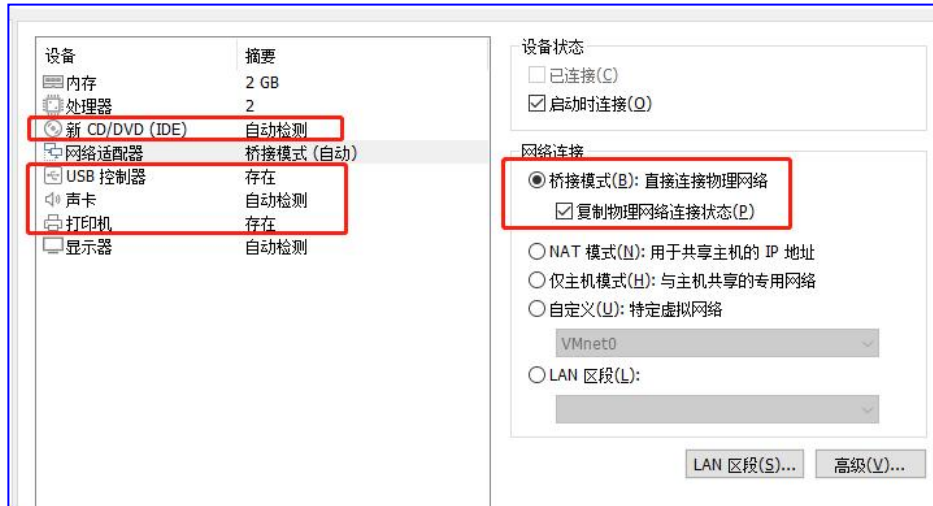 设备 摘要
内存 2 GB
处理器 2
新 CD/DVD (IDE) 自动检测
网络适配器 桥接模式 (自动)
USB 控制器 存在
声卡 自动检测
打印机 存在
显示器 自动检测
设备状态
已连接(C)
启动时连接(O)
网络连接
桥接模式(B): 直接连接物理网络
复制物理网络连接状态(P)
NAT 模式(N): 用于共享主机的 IP 地址
仅主机模式(H): 与主机共享的专用网络
自定义(U): 特定虚拟网络
VMnet0
LAN 区段(L):
LAN 区段(S)... 高级(V)...